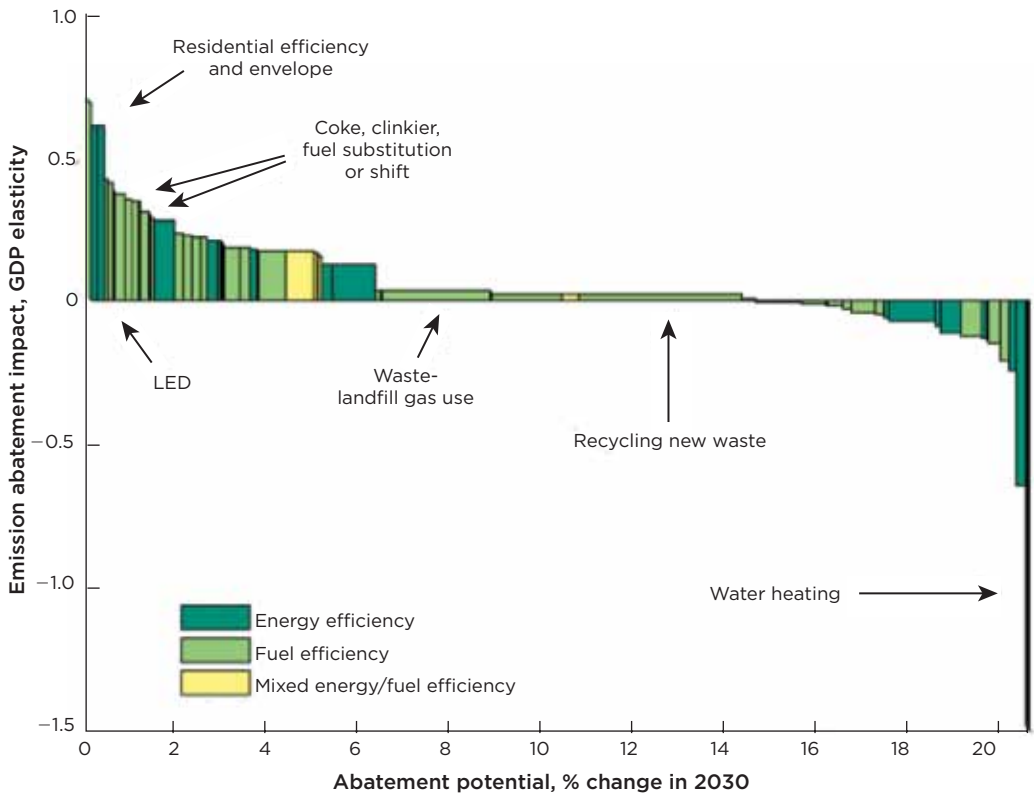 1.0
Residential efficiency
and envelope
Coke, clinkier,
fuel substitution
or shift
0.5
0
LED
Waste-
landfill gas use
Recycling new waste
−0.5
−1.0
Water heating
Energy efficiency
Fuel efficiency
Mixed energy/fuel efficiency
−1.5
0 2 4 6 8 10 12 14 16 18 20
Abatement potential, % change in 2030
Emission abatement impact, GDP elasticity